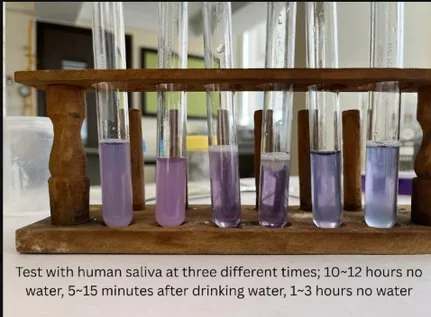 Test with human saliva at three different times; 10~12 hours no
water, 5~15 minutes after drinking water, 1~3 hours no water